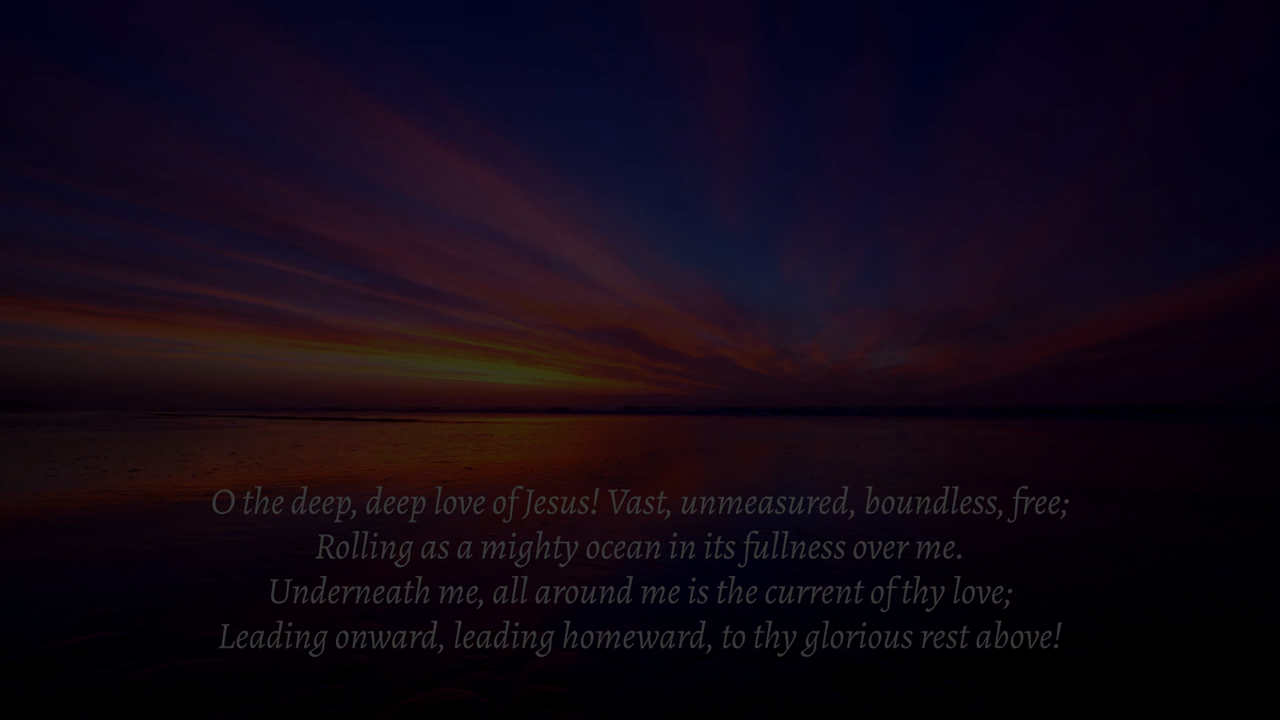 O the deep, deep love of Jesus! Vast, unmeasured, boundless, free;
Rolling as a mighty ocean in its fullness over me.
Underneath me, all around me is the current of thy love;
Leading onward, leading homeward, to thy glorious rest above!